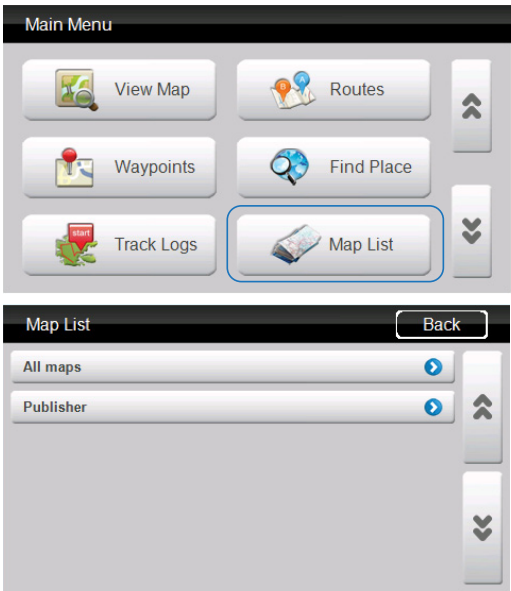 Main Menu
View Map
Routes
Waypoints
Find Place
start
Track Logs
Map List
Map List
Back
All maps
Publisher